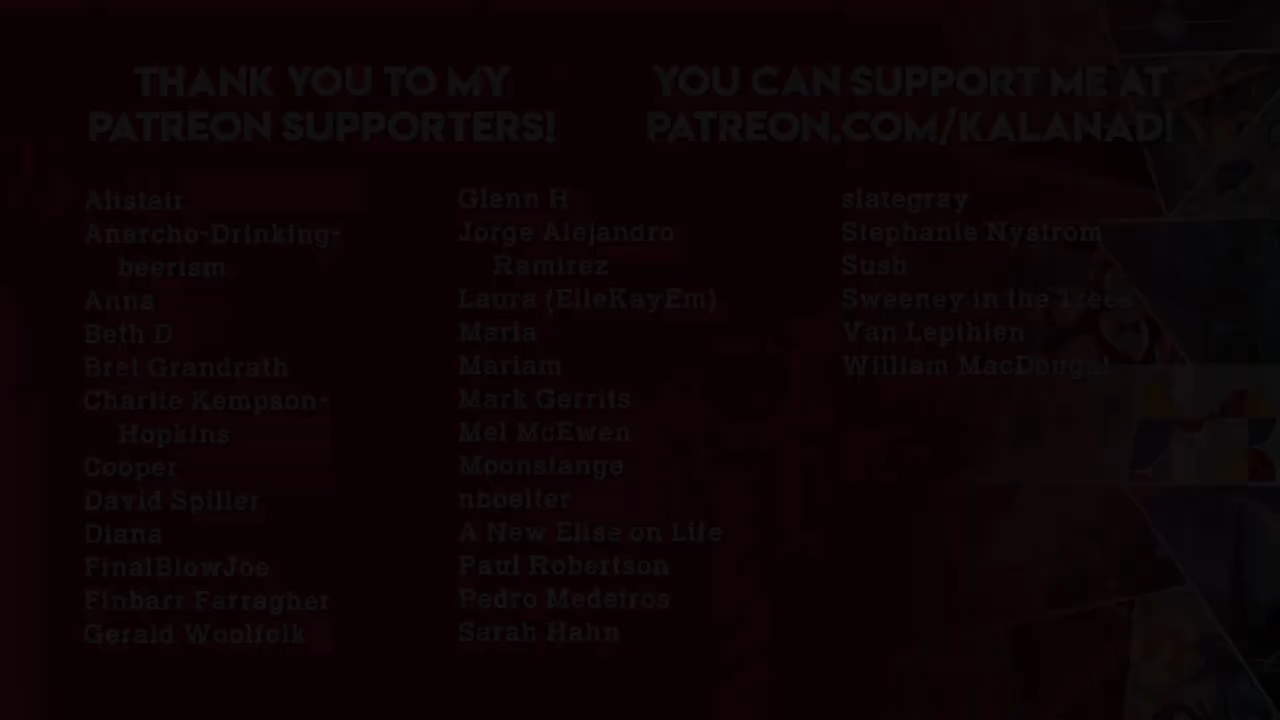 THANK YOU TO MY
PATREON SUPPORTERS!
YOU CAN SUPPORT ME AT
PATREON.COM/KALANADI
Alistair
Anarcho-Drinking-
beerism
Anna
Beth D
Bret Grandrath
Charlie Kempson-
Hopkins
Cooper
David Spiller
Diana
FinalBlowJoe
Finbarr Farragher
Gerald Woolfolk
Glenn H
Jorge Alejandro
Ramirez
Laura (ElleKayEm)
Maria
Mariam
Mark Gerrits
Mel McEwen
Moonstange
nboelter
A New Elise on Life
Paul Robertson
Pedro Medeiros
Sarah Hahn
slategray
Stephanie Nystrom
Sush
Sweeney in the Trees
Van Lepthien
William MacDougal